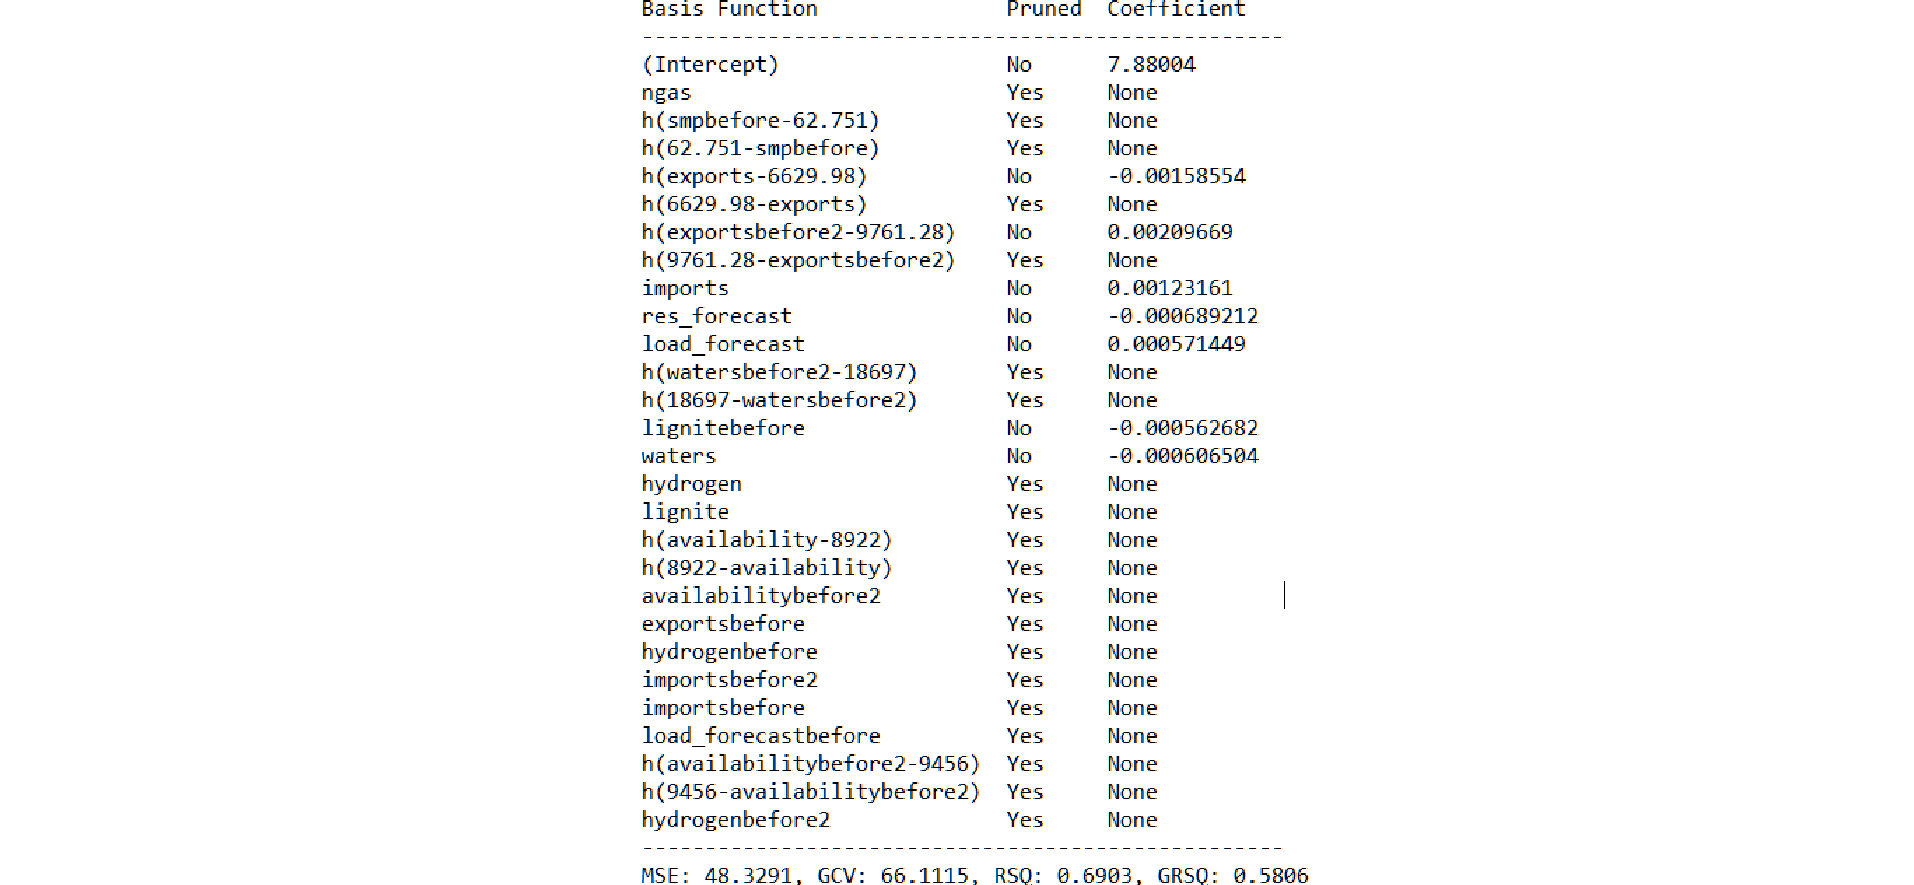 Basis Function Pruned Coefficient
---------------------------------------------------
(Intercept) No 7.88004
ngas Yes None
h(smpbefore-62.751) Yes None
h(62.751-smpbefore) Yes None
h(exports-6629.98) No -0.00158554
h(6629.98-exports) Yes None
h(exportsbefore2-9761.28) No 0.00209669
h(9761.28-exportsbefore2) Yes None
imports No 0.00123161
res_forecast No -0.000689212
load_forecast No 0.000571449
h(watersbefore2-18697) Yes None
h(18697-watersbefore2) Yes None
lignitebefore No -0.000562682
waters No -0.000606504
hydrogen Yes None
lignite Yes None
h(availability-8922) Yes None
h(8922-availability) Yes None
availabilitybefore2 Yes None
exportsbefore Yes None
hydrogenbefore Yes None
importsbefore2 Yes None
importsbefore Yes None
load_forecastbefore Yes None
h(availabilitybefore2-9456) Yes None
h(9456-availabilitybefore2) Yes None
hydrogenbefore2 Yes None
---------------------------------------------------
MSE: 48.3291, GCV: 66.1115, RSQ: 0.6903, GRSQ: 0.5806